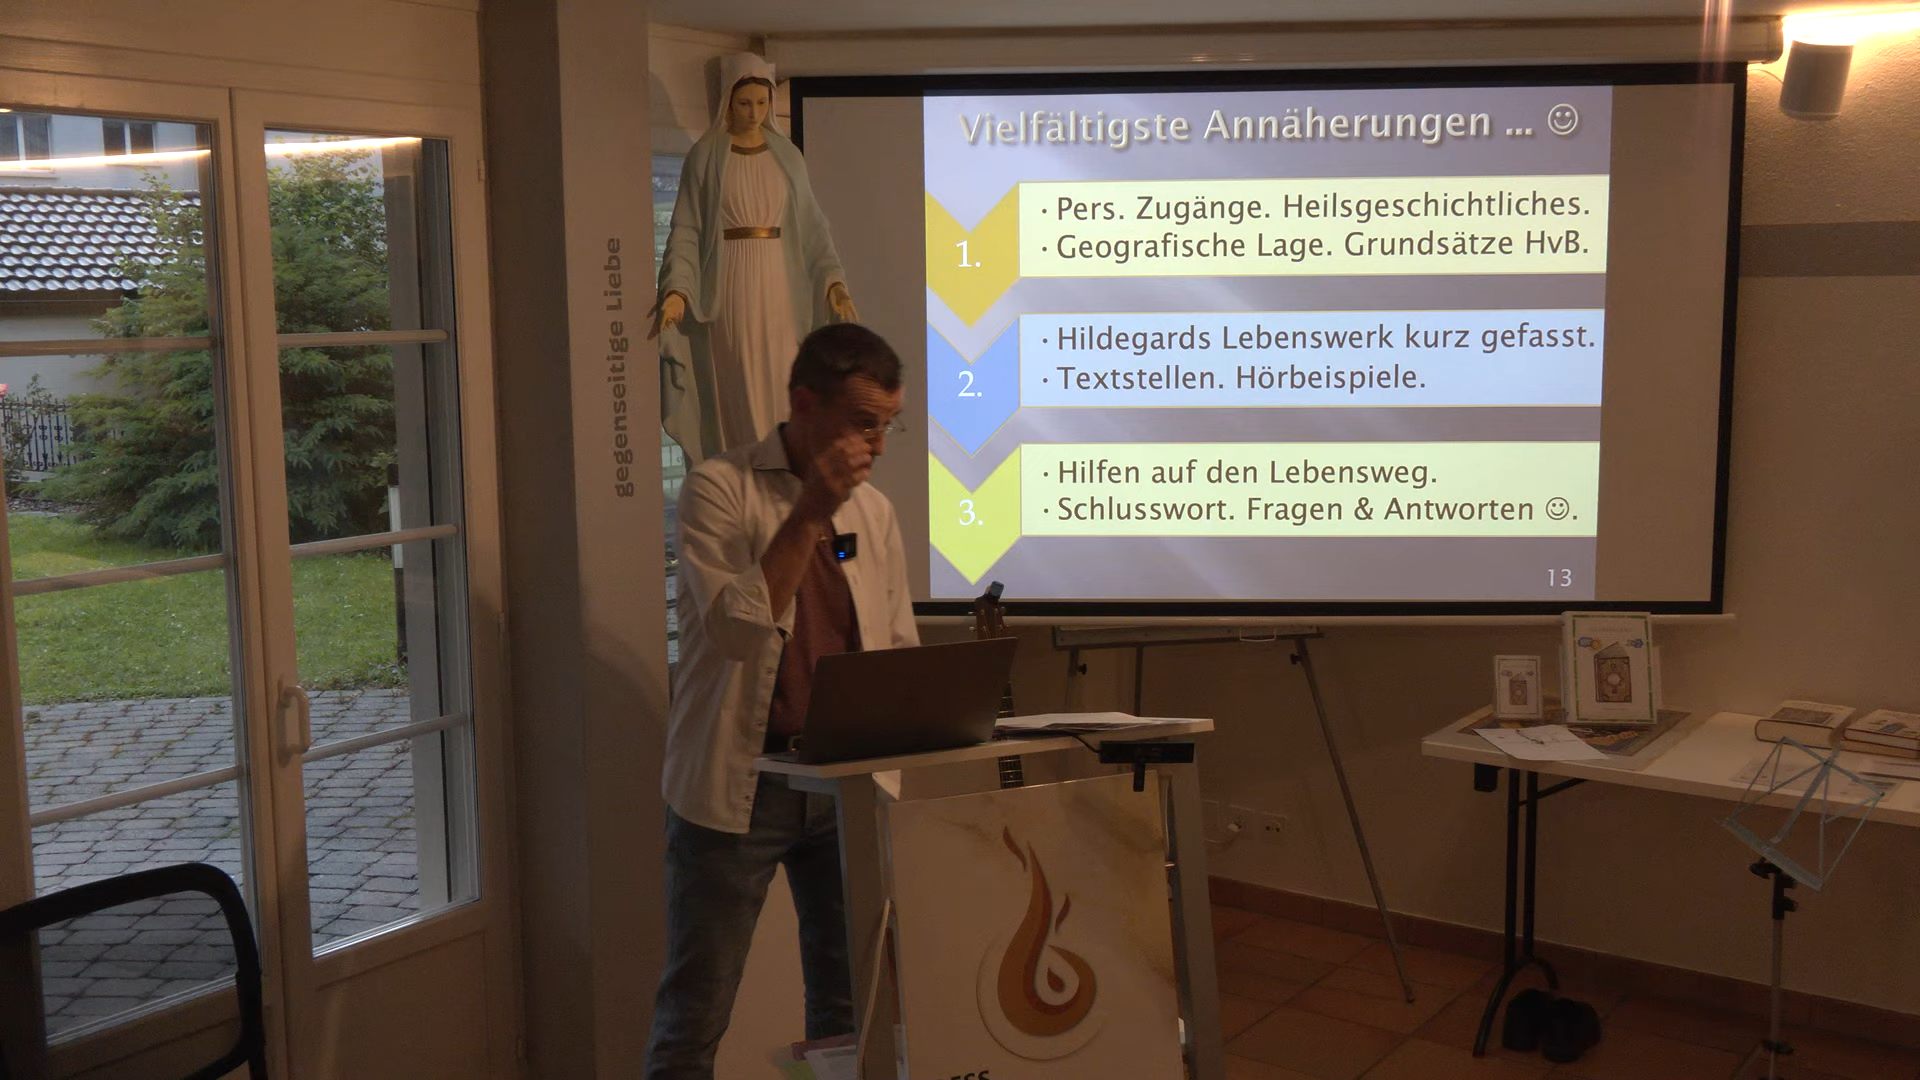 gegenseitige Liebe
Vielfältigste Annäherungen ... ☺
1.
· Pers. Zugänge. Heilsgeschichtliches.
· Geografische Lage. Grundsätze HvB.
2.
· Hildegards Lebenswerk kurz gefasst.
· Textstellen. Hörbeispiele.
3.
· Hilfen auf den Lebensweg.
· Schlusswort. Fragen & Antworten ☺.
13